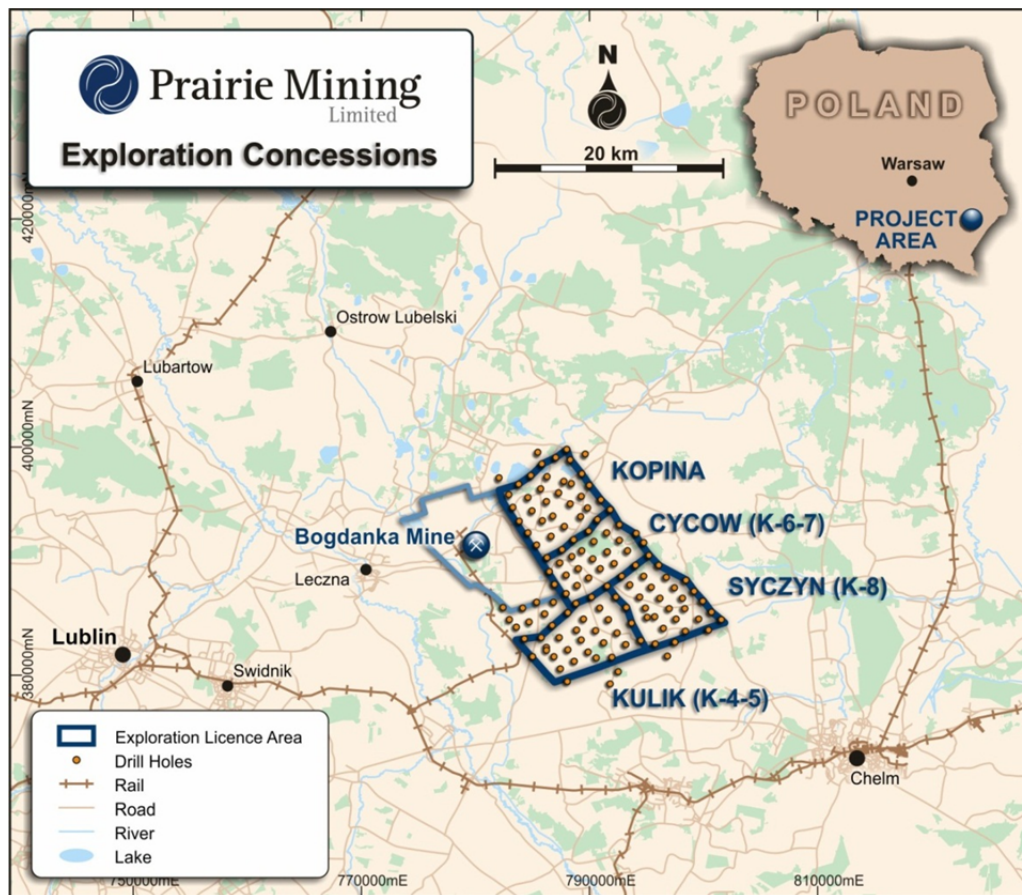 Prairie Mining
Limited
Exploration Concessions
N
20 km
POLAND
Warsaw
PROJECT
AREA
420000mN
Ostrow Lubelski
Lubartow
400000mN
KOPINA
CYCOW (K-6-7)
Bogdanka Mine
Leczna
SYCZYN (K-8)
Lublin
Swidnik
380000mN
KULIK (K-4-5)
Chelm
Exploration Licence Area
Drill Holes
Rail
Road
River
Lake
750000mE
770000mE
790000mE
810000mE